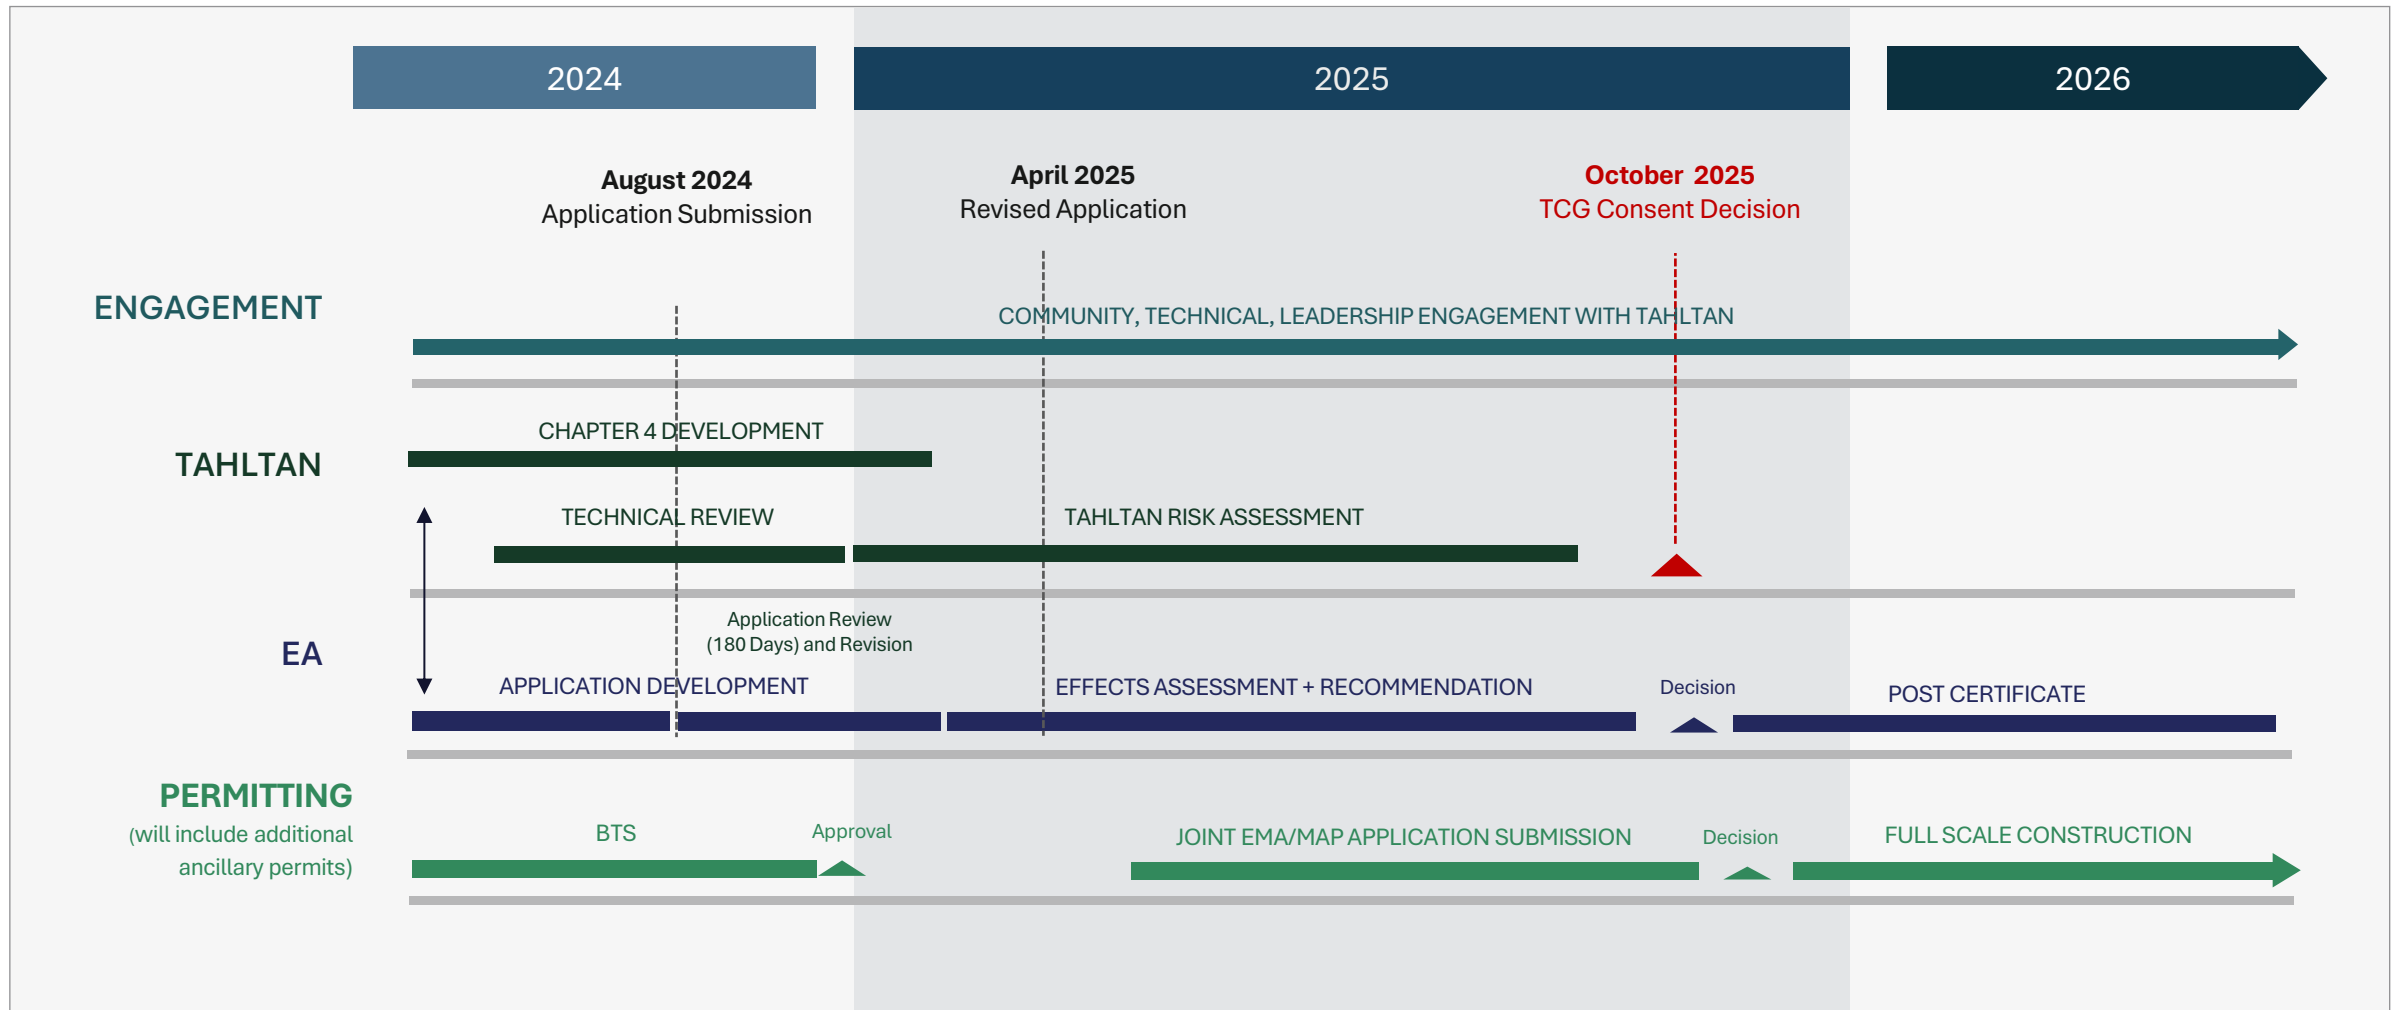 2024
2025
2026
August 2024
Application Submission
April 2025
Revised Application
October 2025
TCG Consent Decision
ENGAGEMENT
COMMUNITY, TECHNICAL, LEADERSHIP ENGAGEMENT WITH TAHLTAN
TAHLTAN
CHAPTER 4 DEVELOPMENT
TECHNICAL REVIEW
TAHLTAN RISK ASSESSMENT
EA
Application Review
(180 Days) and Revision
APPLICATION DEVELOPMENT
EFFECTS ASSESSMENT + RECOMMENDATION
Decision
POST CERTIFICATE
PERMITTING
(will include additional
ancillary permits)
BTS
Approval
JOINT EMA/MAP APPLICATION SUBMISSION
Decision
FULL SCALE CONSTRUCTION